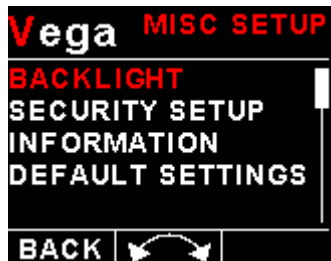 Vega MISC SETUP
BACKLIGHT
SECURITY SETUP
INFORMATION
DEFAULT SETTINGS
BACK